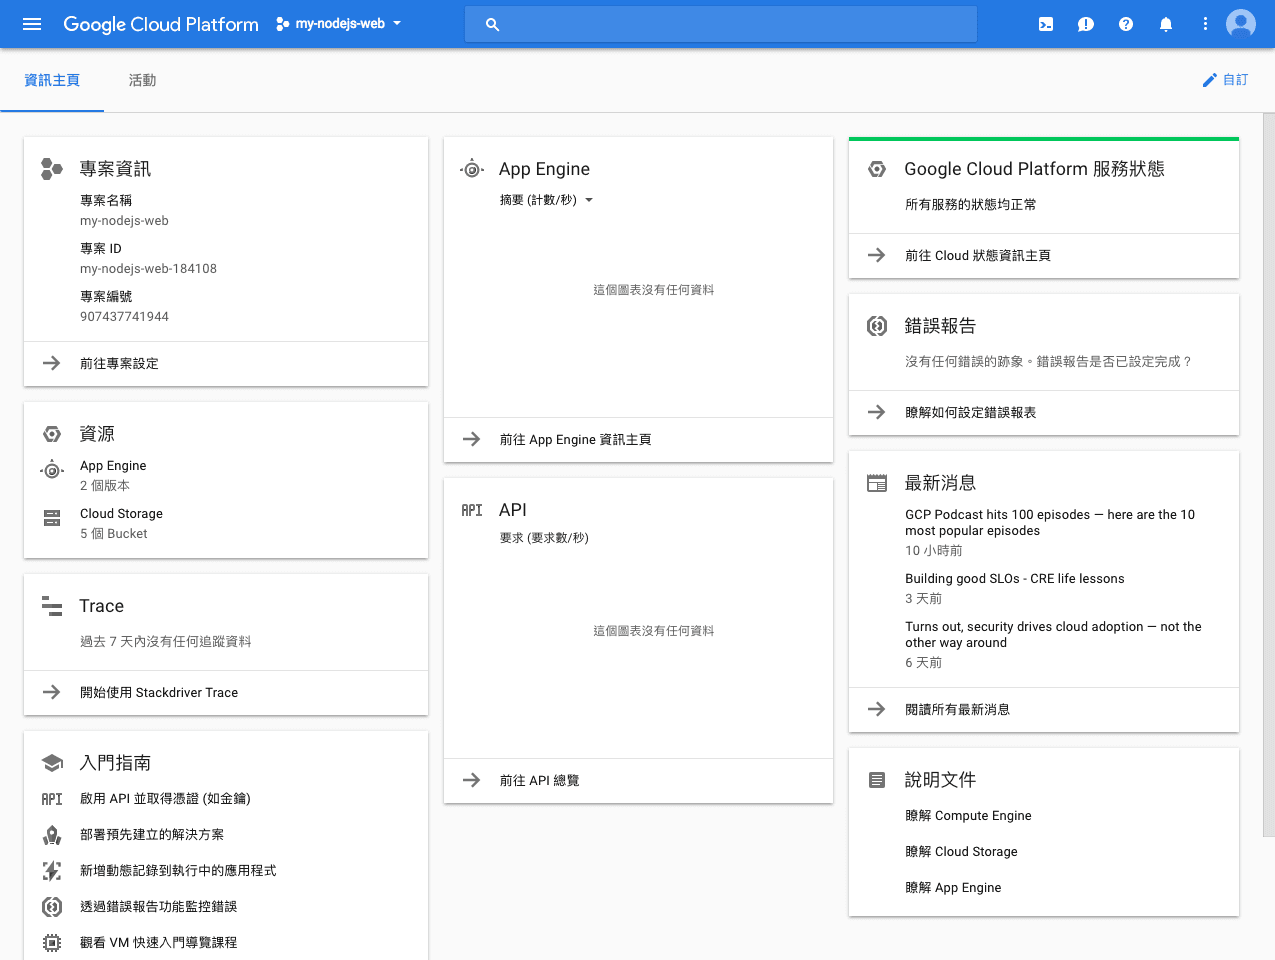 Google Cloud Platform
my-nodejs-web
資訊主頁
活動
自訂
專案資訊
專案名稱
my-nodejs-web
專案 ID
my-nodejs-web-184108
專案編號
907437741944
前往專案設定
資源
App Engine
2 個版本
Cloud Storage
5 個 Bucket
Trace
過去 7 天內沒有任何追蹤資料
開始使用 Stackdriver Trace
入門指南
API
啟用 API 並取得憑證 (如金鑰)
部署預先建立的解決方案
新增動態記錄到執行中的應用程式
透過錯誤報告功能監控錯誤
觀看 VM 快速入門導覽課程
App Engine
摘要 (計數/秒)
這個圖表沒有任何資料
前往 App Engine 資訊主頁
API
API
要求 (要求數/秒)
這個圖表沒有任何資料
前往 API 總覽
Google Cloud Platform 服務狀態
所有服務的狀態均正常
前往 Cloud 狀態資訊主頁
錯誤報告
沒有任何錯誤的跡象。錯誤報告是否已設定完成？
瞭解如何設定錯誤報表
最新消息
GCP Podcast hits 100 episodes — here are the 10
most popular episodes
10 小時前
Building good SLOs - CRE life lessons
3 天前
Turns out, security drives cloud adoption — not the
other way around
6 天前
閱讀所有最新消息
說明文件
瞭解 Compute Engine
瞭解 Cloud Storage
瞭解 App Engine